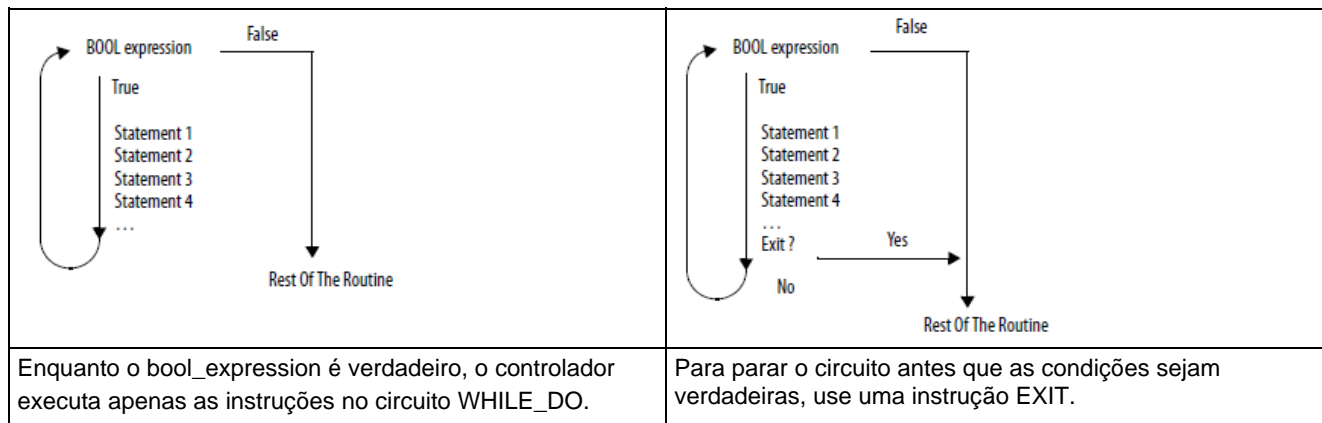 BOOL expression
False
True
Statement 1
Statement 2
Statement 3
Statement 4
...
Rest Of The Routine
BOOL expression
False
True
Statement 1
Statement 2
Statement 3
Statement 4
...
Exit ?
Yes
No
Rest Of The Routine
Enquanto o bool_expression é verdadeiro, o controlador
executa apenas as instruções no circuito WHILE_DO.
Para parar o circuito antes que as condições sejam
verdadeiras, use uma instrução EXIT.